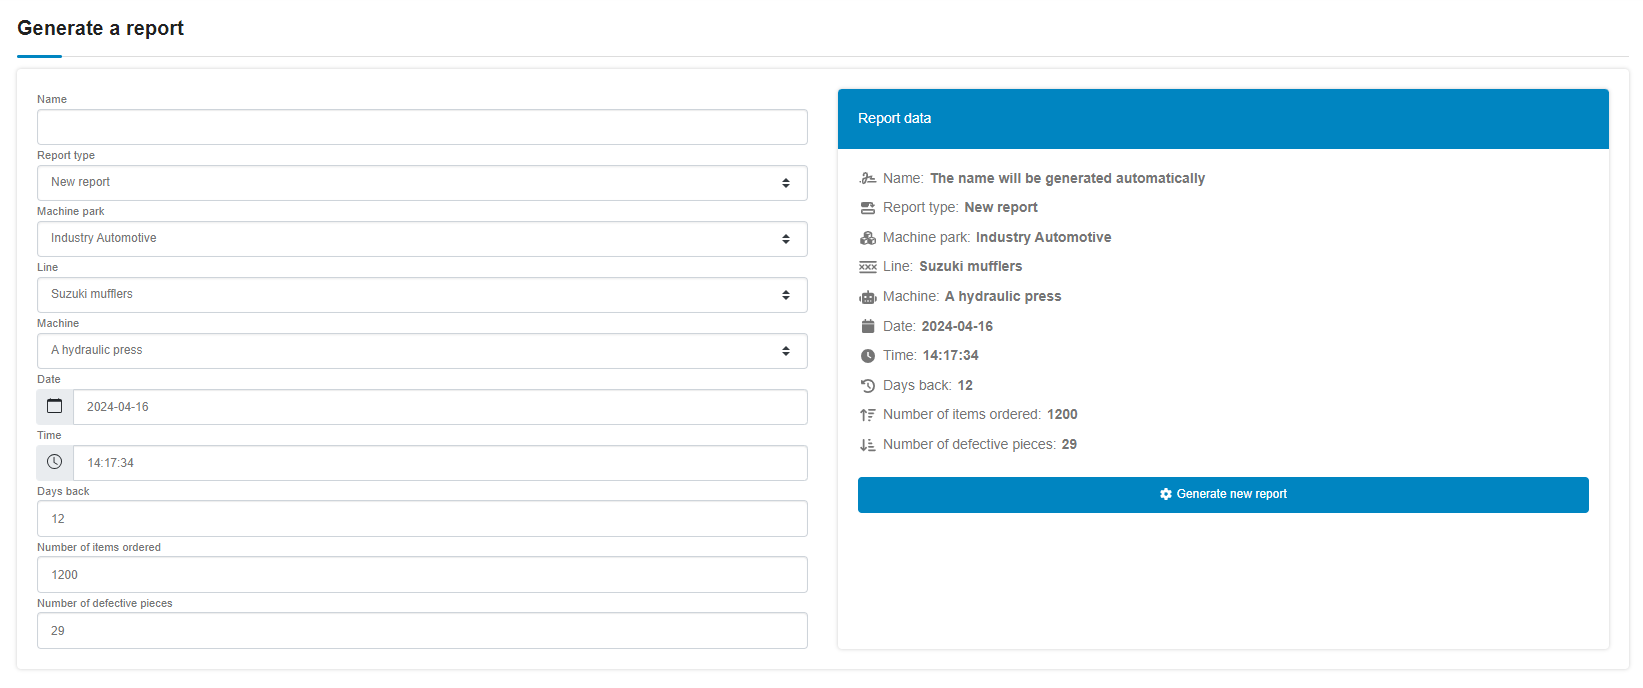 Generate a report
Name
Report type
New report
Machine park
Industry Automotive
Line
Suzuki mufflers
Machine
A hydraulic press
Date
2024-04-16
Time
14:17:34
Days back
12
Number of items ordered
1200
Number of defective pieces
29
Report data
Name: The name will be generated automatically
Report type: New report
Machine park: Industry Automotive
Line: Suzuki mufflers
Machine: A hydraulic press
Date: 2024-04-16
Time: 14:17:34
Days back: 12
Number of items ordered: 1200
Number of defective pieces: 29
Generate new report